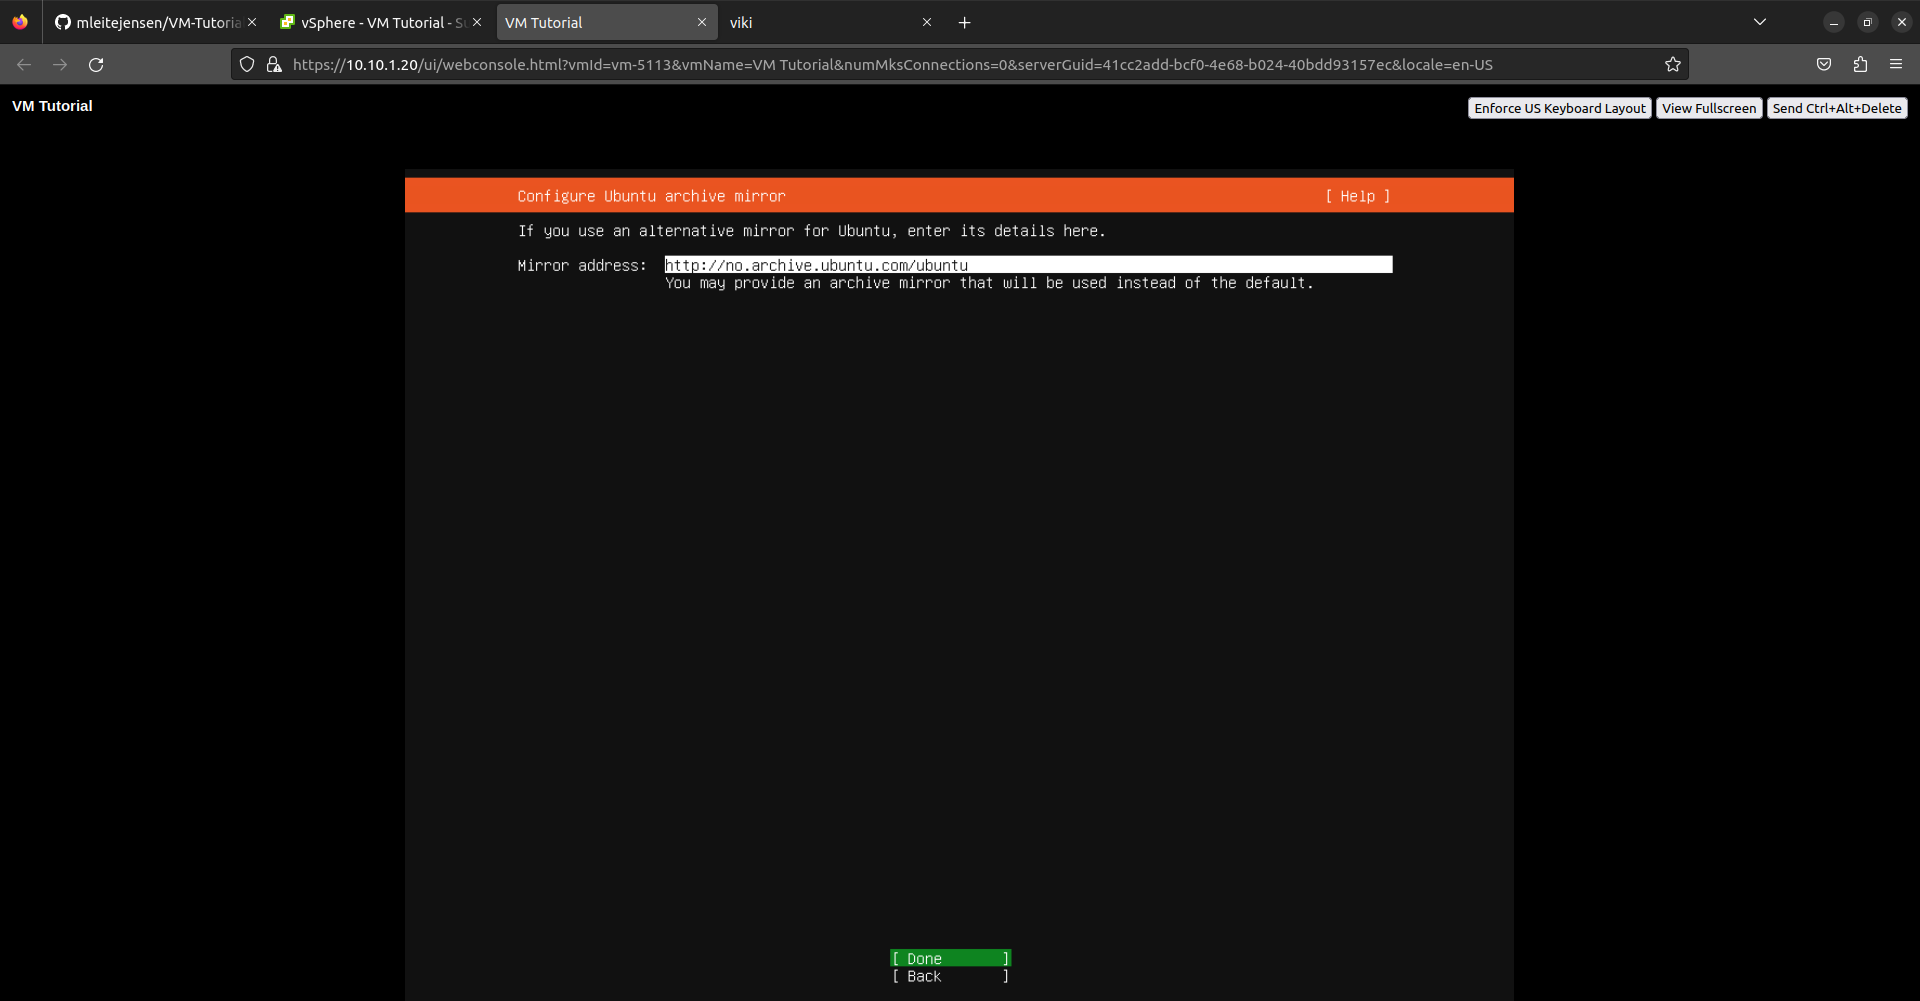 mleitejensen/VM-Tutoria
vSphere - VM Tutorial - Su
VM Tutorial
viki
https://10.10.1.20/ui/webconsole.html?vmId=vm-5113&vmName=VM Tutorial&numMksConnections=0&serverGuid=41cc2add-bcf0-4e68-b024-40bdd93157ec&locale=en-US
VM Tutorial
Enforce US Keyboard Layout
View Fullscreen
Send Ctrl+Alt+Delete
Configure Ubuntu archive mirror [ Help ]
If you use an alternative mirror for Ubuntu, enter its details here.
Mirror address: http://no.archive.ubuntu.com/ubuntu
You may provide an archive mirror that will be used instead of the default.
[ Done ]
[ Back ]